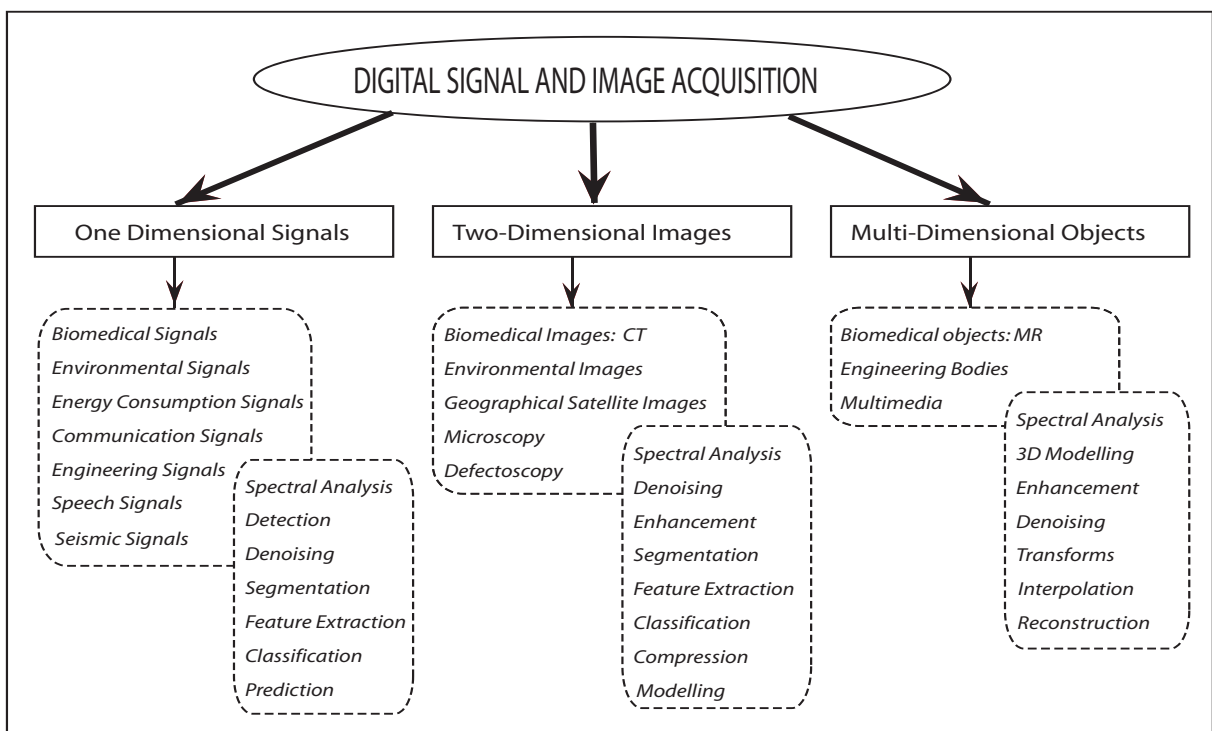 DIGITAL SIGNAL AND IMAGE ACQUISITION
One Dimensional Signals
Biomedical Signals
Environmental Signals
Energy Consumption Signals
Communication Signals
Engineering Signals
Speech Signals
Seismic Signals
Spectral Analysis
Detection
Denoising
Segmentation
Feature Extraction
Classification
Prediction
Two-Dimensional Images
Biomedical Images: CT
Environmental Images
Geographical Satellite Images
Microscopy
Defectoscopy
Spectral Analysis
Denoising
Enhancement
Segmentation
Feature Extraction
Classification
Compression
Modelling
Multi-Dimensional Objects
Biomedical objects: MR
Engineering Bodies
Multimedia
Spectral Analysis
3D Modelling
Enhancement
Denoising
Transforms
Interpolation
Reconstruction